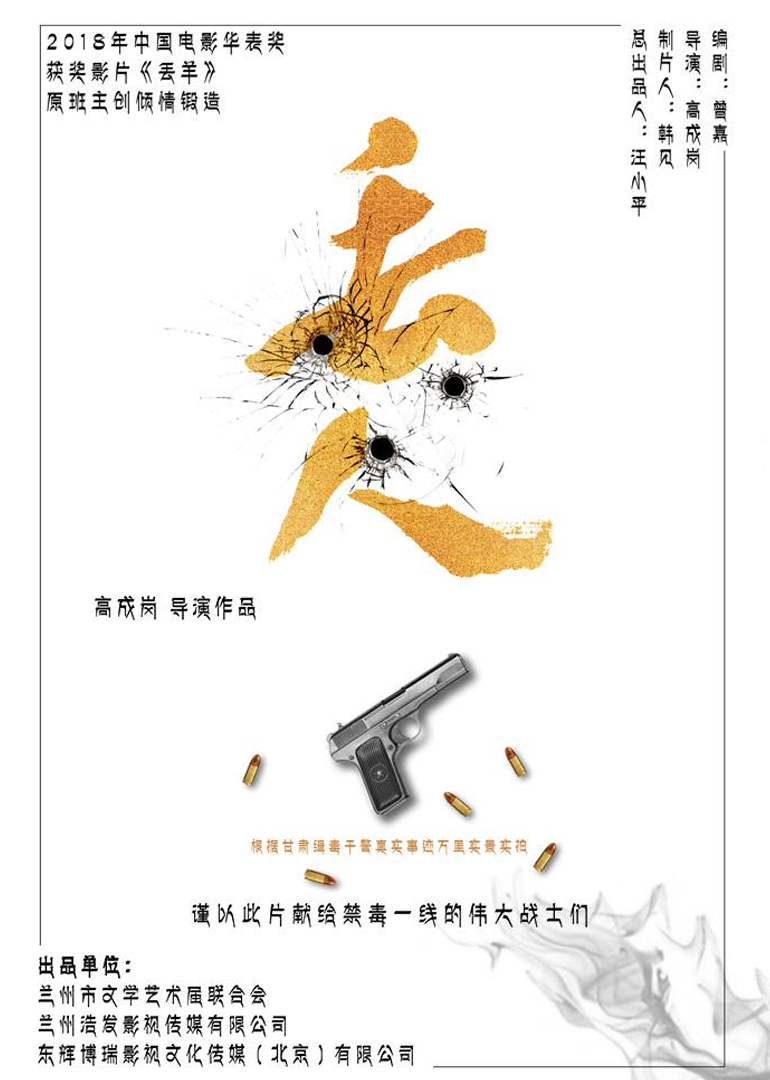 2018年中国电影华表奖
获奖影片《丢羊》
原班主创倾情锻造
编剧：曾嘉
导演：高成岗
制片人：韩见
总出品人：汪小平
高成岗 导演作品
根据甘肃缉毒干警真实事迹万里实景实拍
谨以此片献给禁毒一线的伟大战士们
出品单位：
兰州市文学艺术届联合会
兰州浩发影视传媒有限公司
东辉博瑞影视文化传媒（北京）有限公司